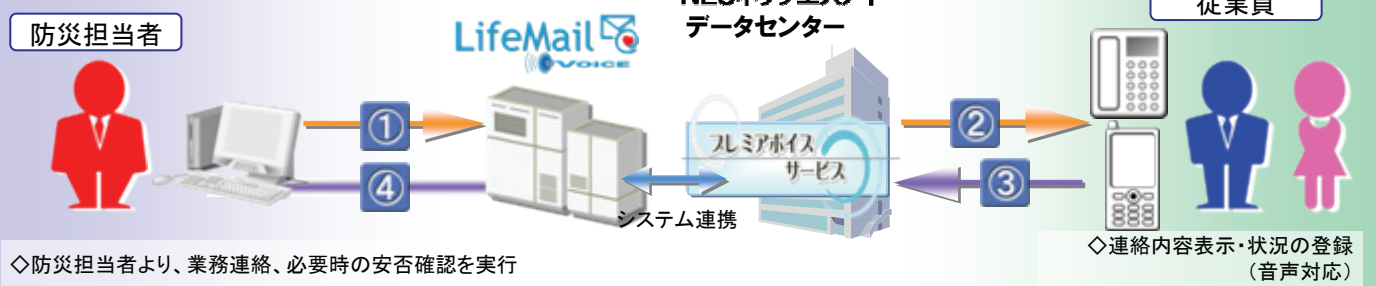 防災担当者
LifeMail
VOICE
データセンター
従業員
①
②
プレミアボイス
サービス
④
③
システム連携
◇防災担当者より、業務連絡、必要時の安否確認を実行
◇連絡内容表示・状況の登録
（音声対応）